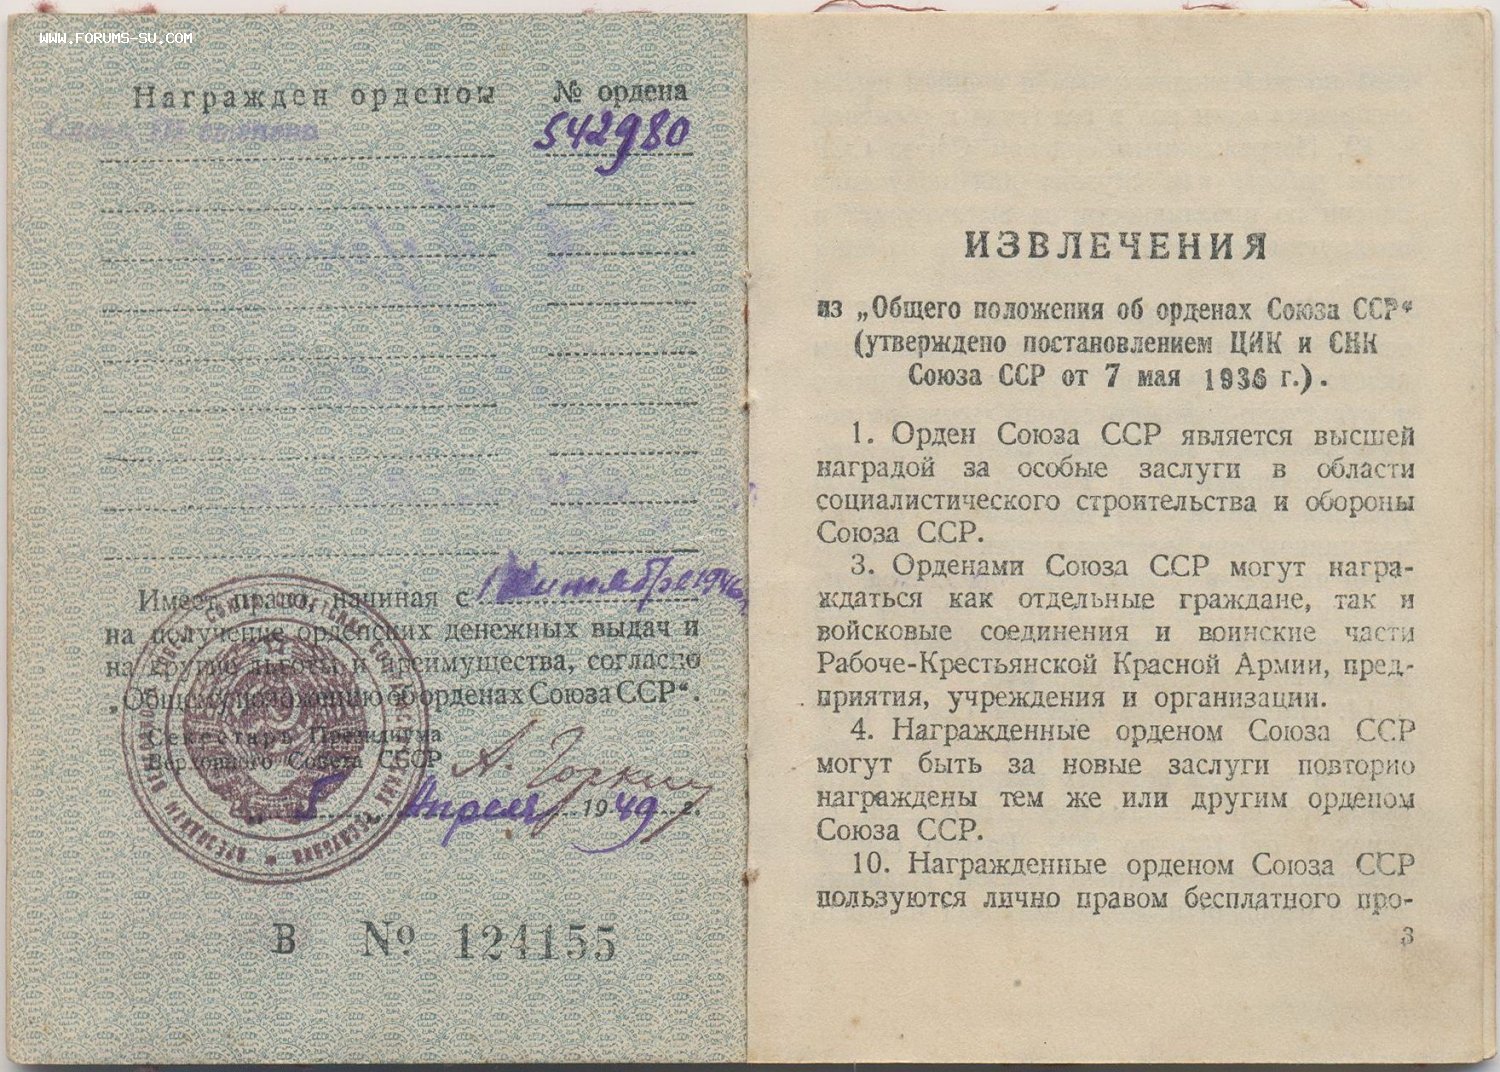 WWW.FORUMS-SU.COM
Награжден орденом № ордена
Слава III степени 542980
Имеет право, начиная с
на получение орденских денежных выдач и
на другие льготы и преимущества, согласно
„Общему положению об орденах Союза ССР“.
Секретарь Президиума
Верховного Совета СССР А. Горкин
5 Апреля 1949 г.
В № 124155
ИЗВЛЕЧЕНИЯ
из „Общего положения об орденах Союза ССР“
(утверждено постановлением ЦИК и СНК
Союза ССР от 7 мая 1936 г.).
1. Орден Союза ССР является высшей
наградой за особые заслуги в области
социалистического строительства и обороны
Союза ССР.
3. Орденами Союза ССР могут награ-
ждаться как отдельные граждане, так и
войсковые соединения и воинские части
Рабоче-Крестьянской Красной Армии, пред-
приятия, учреждения и организации.
4. Награжденные орденом Союза ССР
могут быть за новые заслуги повторно
награждены тем же или другим орденом
Союза ССР.
10. Награжденные орденом Союза ССР
пользуются лично правом бесплатного про-
3